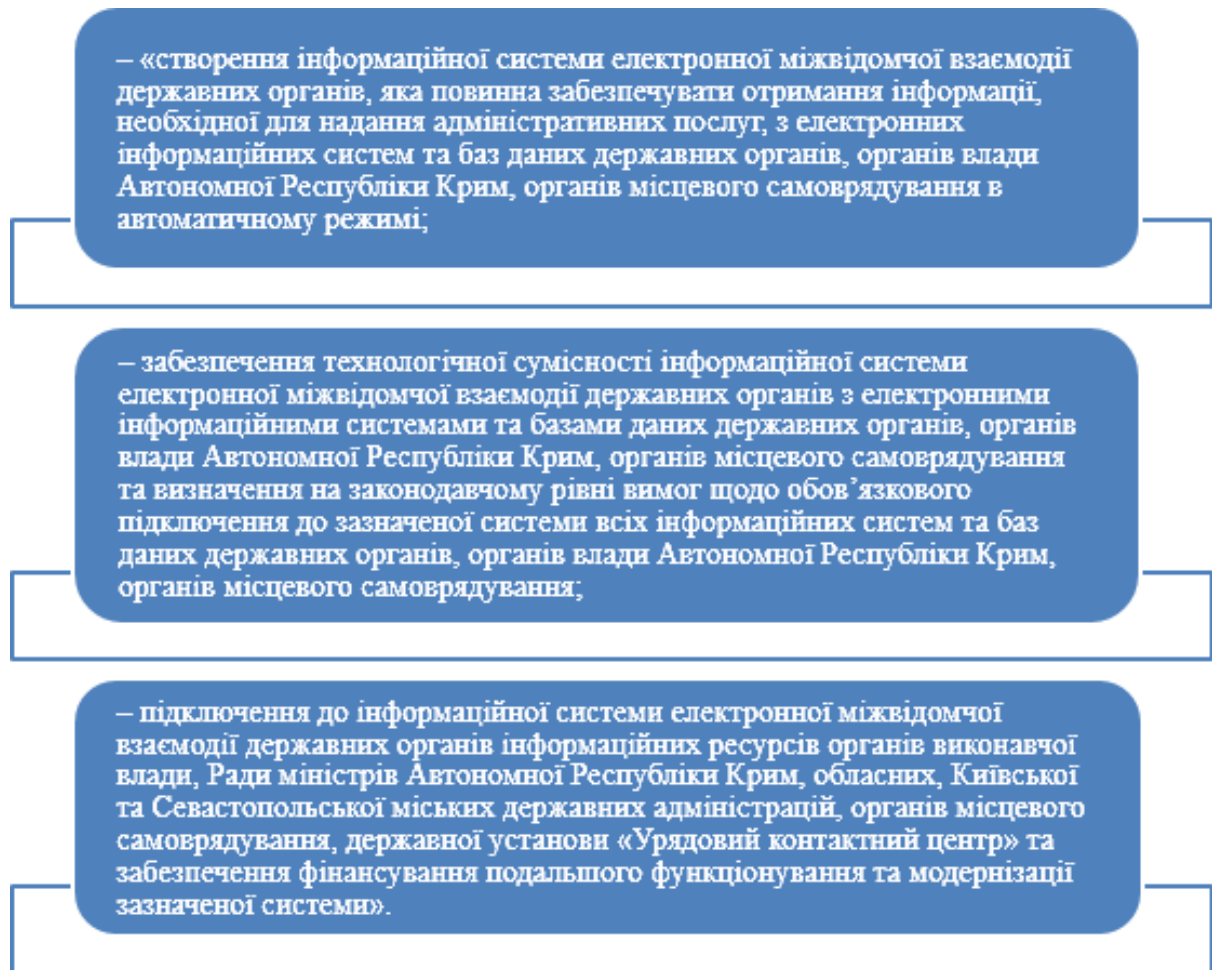 – «створення інформаційної системи електронної міжвідомчої взаємодії
державних органів, яка повинна забезпечувати отримання інформації,
необхідної для надання адміністративних послуг, з електронних
інформаційних систем та баз даних державних органів, органів влади
Автономної Республіки Крим, органів місцевого самоврядування в
автоматичному режимі;
– забезпечення технологічної сумісності інформаційної системи
електронної міжвідомчої взаємодії державних органів з електронними
інформаційними системами та базами даних державних органів, органів
влади Автономної Республіки Крим, органів місцевого самоврядування
та визначення на законодавчому рівні вимог щодо обов’язкового
підключення до зазначеної системи всіх інформаційних систем та баз
даних державних органів, органів влади Автономної Республіки Крим,
органів місцевого самоврядування;
– підключення до інформаційної системи електронної міжвідомчої
взаємодії державних органів інформаційних ресурсів органів виконавчої
влади, Ради міністрів Автономної Республіки Крим, обласних, Київської
та Севастопольської міських державних адміністрацій, органів місцевого
самоврядування, державної установи «Урядовий контактний центр» та
забезпечення фінансування подальшого функціонування та модернізації
зазначеної системи».